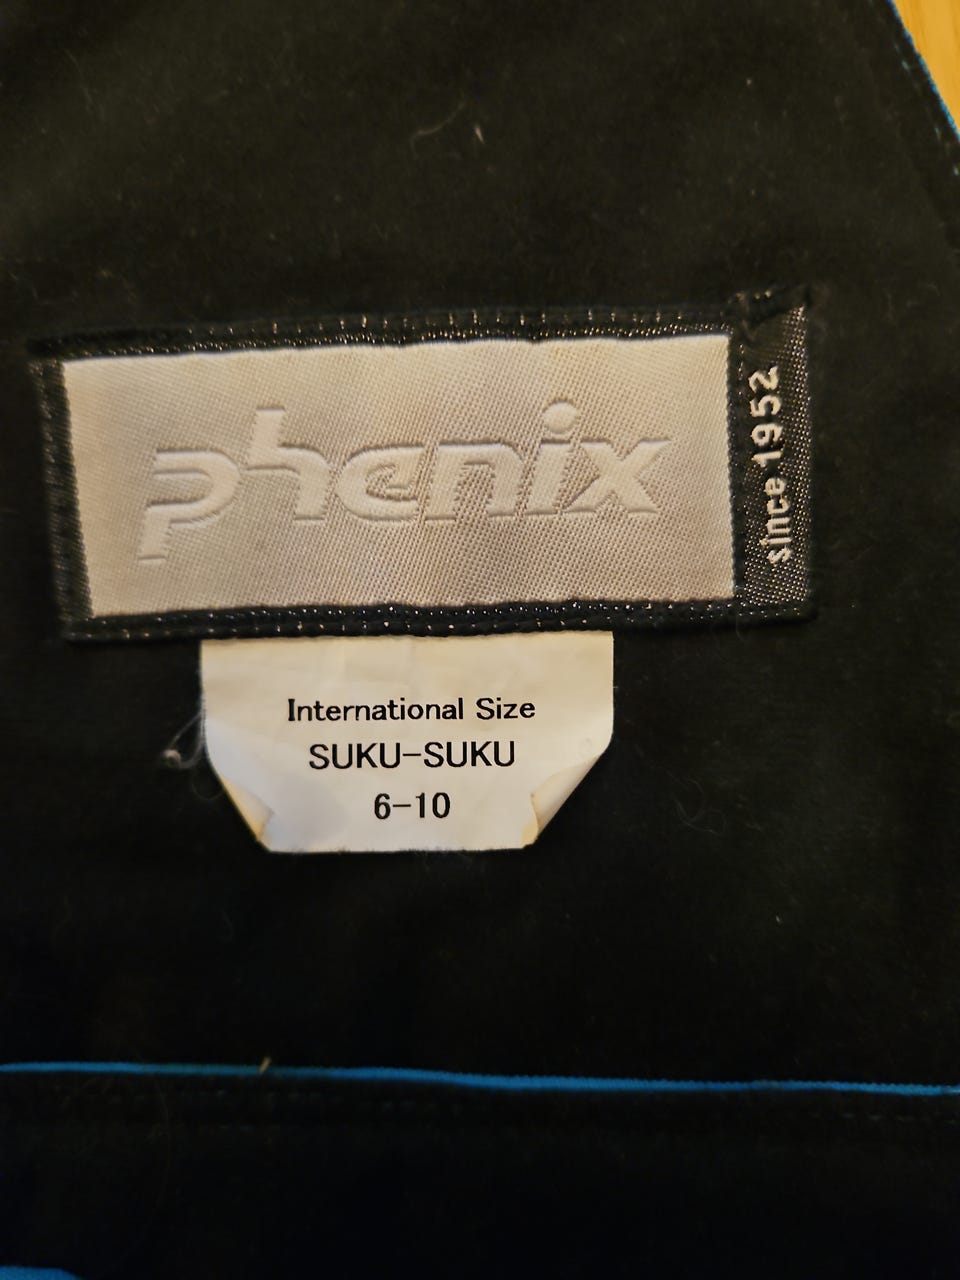 phenix
since 1952
International Size
SUKU-SUKU
6-10